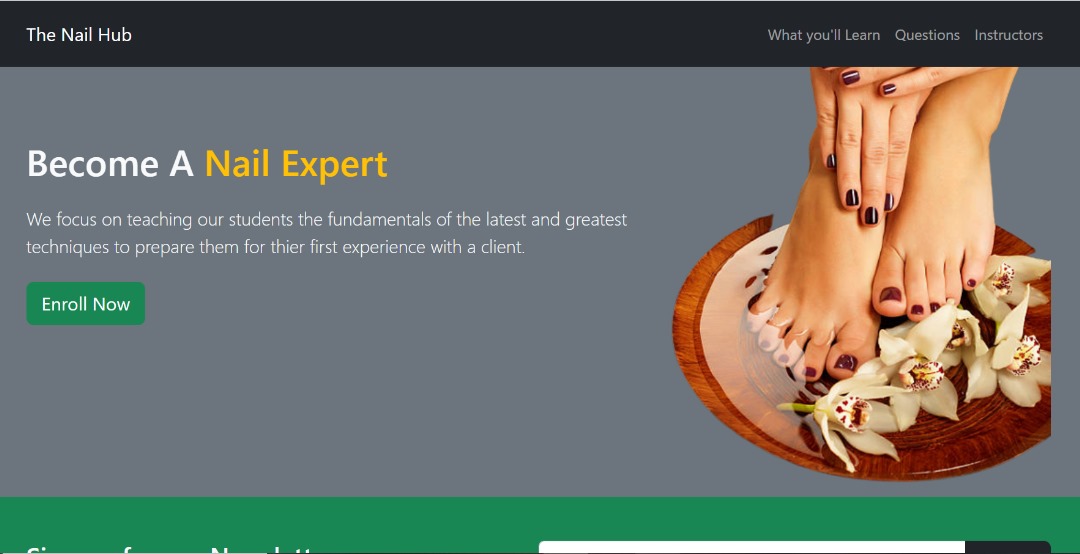 The Nail Hub
What you'll Learn
Questions
Instructors
Become A Nail Expert
We focus on teaching our students the fundamentals of the latest and greatest
techniques to prepare them for thier first experience with a client.
Enroll Now